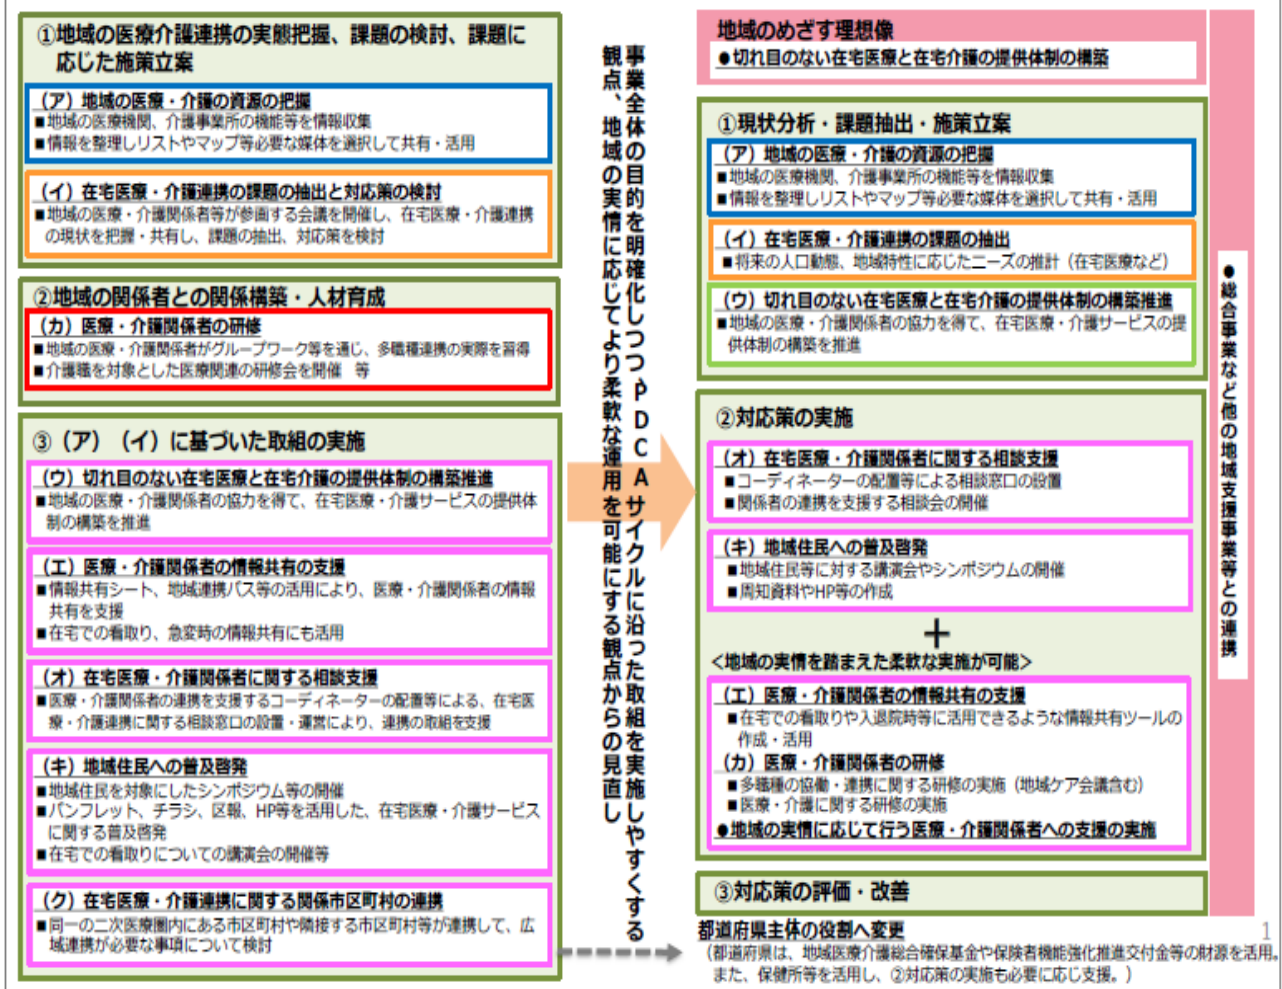 ①地域の医療介護連携の実態把握、課題の検討、課題に
応じた施策立案
（ア）地域の医療・介護の資源の把握
■地域の医療機関、介護事業所の機能等を情報収集
■情報を整理しリストやマップ等必要な媒体を選択して共有・活用
（イ）在宅医療・介護連携の課題の抽出と対応策の検討
■地域の医療・介護関係者等が参画する会議を開催し、在宅医療・介護連携
の現状を把握・共有し、課題の抽出、対応策を検討
②地域の関係者との関係構築・人材育成
（カ）医療・介護関係者の研修
■地域の医療・介護関係者がグループワーク等を通じ、多職種連携の実際を習得
■介護職を対象とした医療関連の研修会を開催　等
③（ア）（イ）に基づいた取組の実施
（ウ）切れ目のない在宅医療と在宅介護の提供体制の構築推進
■地域の医療・介護関係者の協力を得て、在宅医療・介護サービスの提供体
制の構築を推進
（エ）医療・介護関係者の情報共有の支援
■情報共有シート、地域連携パス等の活用により、医療・介護関係者の情報
共有を支援
■在宅での看取り、急変時の情報共有にも活用
（オ）在宅医療・介護関係者に関する相談支援
■医療・介護関係者の連携を支援するコーディネーターの配置等による、在宅医
療・介護連携に関する相談窓口の設置・運営により、連携の取組を支援
（キ）地域住民への普及啓発
■地域住民を対象にしたシンポジウム等の開催
■パンフレット、チラシ、区報、HP等を活用した、在宅医療・介護サービス
に関する普及啓発
■在宅での看取りについての講演会の開催等
（ク）在宅医療・介護連携に関する関係市区町村の連携
■同一の二次医療圏内にある市区町村や隣接する市区町村等が連携して、広
域連携が必要な事項について検討
事業全体の目的を明確化しつつ、PDCAサイクルに沿った取組を実施しやすくする
観点、地域の実情に応じてより柔軟な運用を可能にする観点からの見直し
地域のめざす理想像
●切れ目のない在宅医療と在宅介護の提供体制の構築
①現状分析・課題抽出・施策立案
（ア）地域の医療・介護の資源の把握
■地域の医療機関、介護事業所の機能等を情報収集
■情報を整理しリストやマップ等必要な媒体を選択して共有・活用
（イ）在宅医療・介護連携の課題の抽出
■将来の人口動態、地域特性に応じたニーズの推計（在宅医療など）
（ウ）切れ目のない在宅医療と在宅介護の提供体制の構築推進
■地域の医療・介護関係者の協力を得て、在宅医療・介護サービスの提
供体制の構築を推進
②対応策の実施
（オ）在宅医療・介護関係者に関する相談支援
■コーディネーターの配置等による相談窓口の設置
■関係者の連携を支援する相談会の開催
（キ）地域住民への普及啓発
■地域住民等に対する講演会やシンポジウムの開催
■周知資料やHP等の作成
＋
＜地域の実情を踏まえた柔軟な実施が可能＞
（エ）医療・介護関係者の情報共有の支援
■在宅での看取りや入退院時等に活用できるような情報共有ツールの
作成・活用
（カ）医療・介護関係者の研修
■多職種の協働・連携に関する研修の実施（地域ケア会議含む）
■医療・介護に関する研修の実施
●地域の実情に応じて行う医療・介護関係者への支援の実施
③対応策の評価・改善
●総合事業など他の地域支援事業等との連携
都道府県主体の役割へ変更
（都道府県は、地域医療介護総合確保基金や保険者機能強化推進交付金等の財源を活用。
また、保健所等を活用し、②対応策の実施も必要に応じ支援。）
1